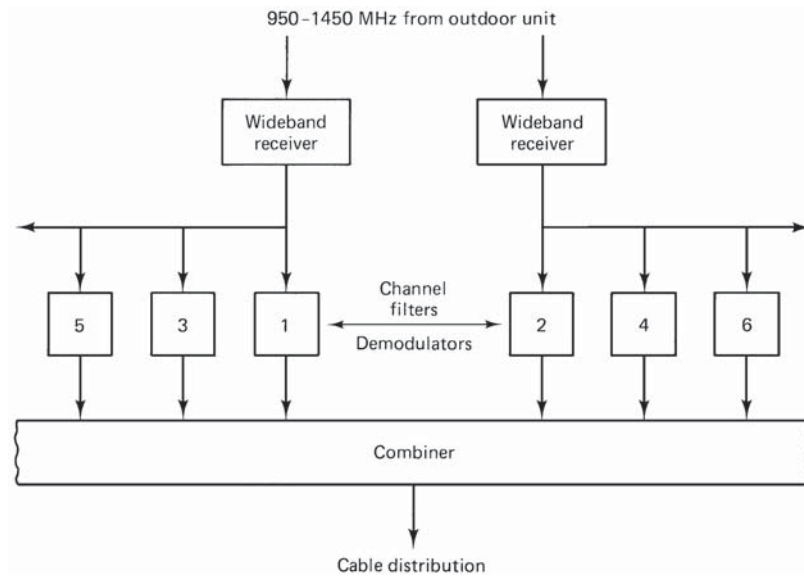 950–1450 MHz from outdoor unit
Wideband
receiver
Wideband
receiver
5
3
1
Channel
filters
Demodulators
2
4
6
Combiner
Cable distribution